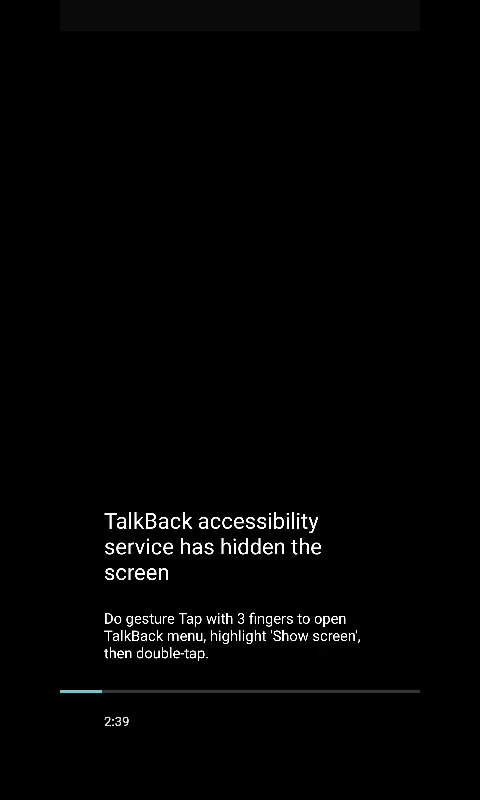 TalkBack accessibility
service has hidden the
screen
Do gesture Tap with 3 fingers to open
TalkBack menu, highlight 'Show screen',
then double-tap.
2:39